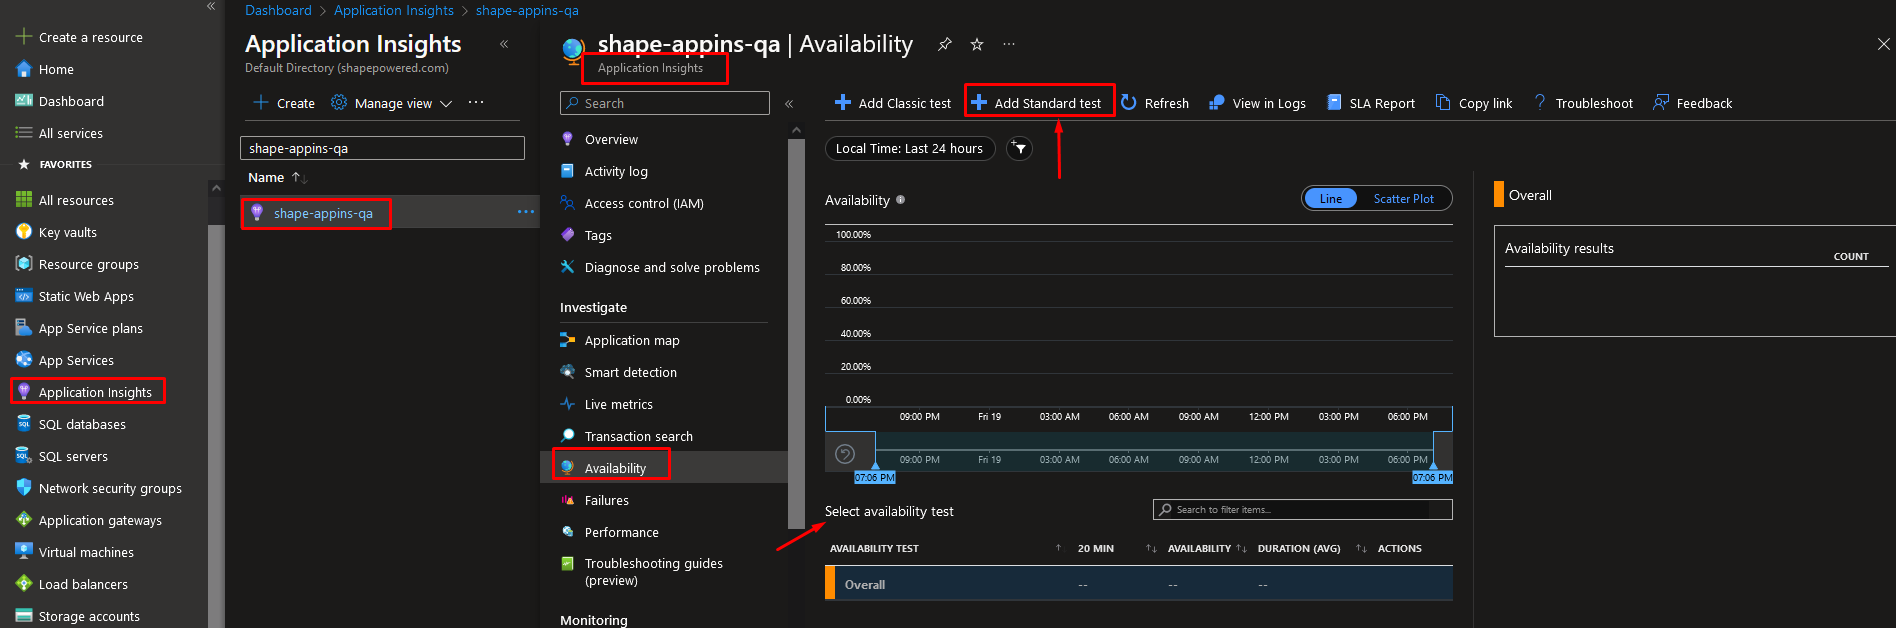 Dashboard > Application Insights > shape-appins-qa
Create a resource
Home
Dashboard
All services
FAVORITES
All resources
Key vaults
Resource groups
Static Web Apps
App Service plans
App Services
Application Insights
SQL databases
SQL servers
Network security groups
Application gateways
Virtual machines
Load balancers
Storage accounts
Application Insights
Default Directory (shapepowered.com)
Create
Manage view
shape-appins-qa
Name
shape-appins-qa
shape-appins-qa | Availability
Application Insights
Search
Overview
Activity log
Access control (IAM)
Tags
Diagnose and solve problems
Investigate
Application map
Smart detection
Live metrics
Transaction search
Availability
Failures
Performance
Troubleshooting guides
(preview)
Monitoring
Add Classic test
Add Standard test
Refresh
View in Logs
SLA Report
Copy link
Troubleshoot
Feedback
Local Time: Last 24 hours
Availability
Line
Scatter Plot
100.00%
80.00%
60.00%
40.00%
20.00%
0.00%
09:00 PM Fri 19 03:00 AM 06:00 AM 09:00 AM 12:00 PM 03:00 PM 06:00 PM
09:00 PM Fri 19 03:00 AM 06:00 AM 09:00 AM 12:00 PM 03:00 PM 06:00 PM
07:06 PM 07:06 PM
Select availability test
Search to filter items...
AVAILABILITY TEST 20 MIN AVAILABILITY DURATION (AVG) ACTIONS
Overall -- -- --
Overall
Availability results
COUNT